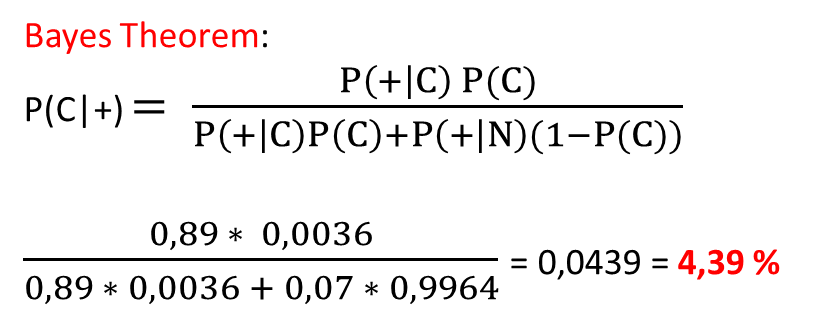 Bayes Theorem:
P(C|+) =
P(+|C) P(C)
P(+|C)P(C)+P(+|N)(1−P(C))
0,89 ∗ 0,0036
0,89 ∗ 0,0036 + 0,07 ∗ 0,9964
= 0,0439 = 4,39 %